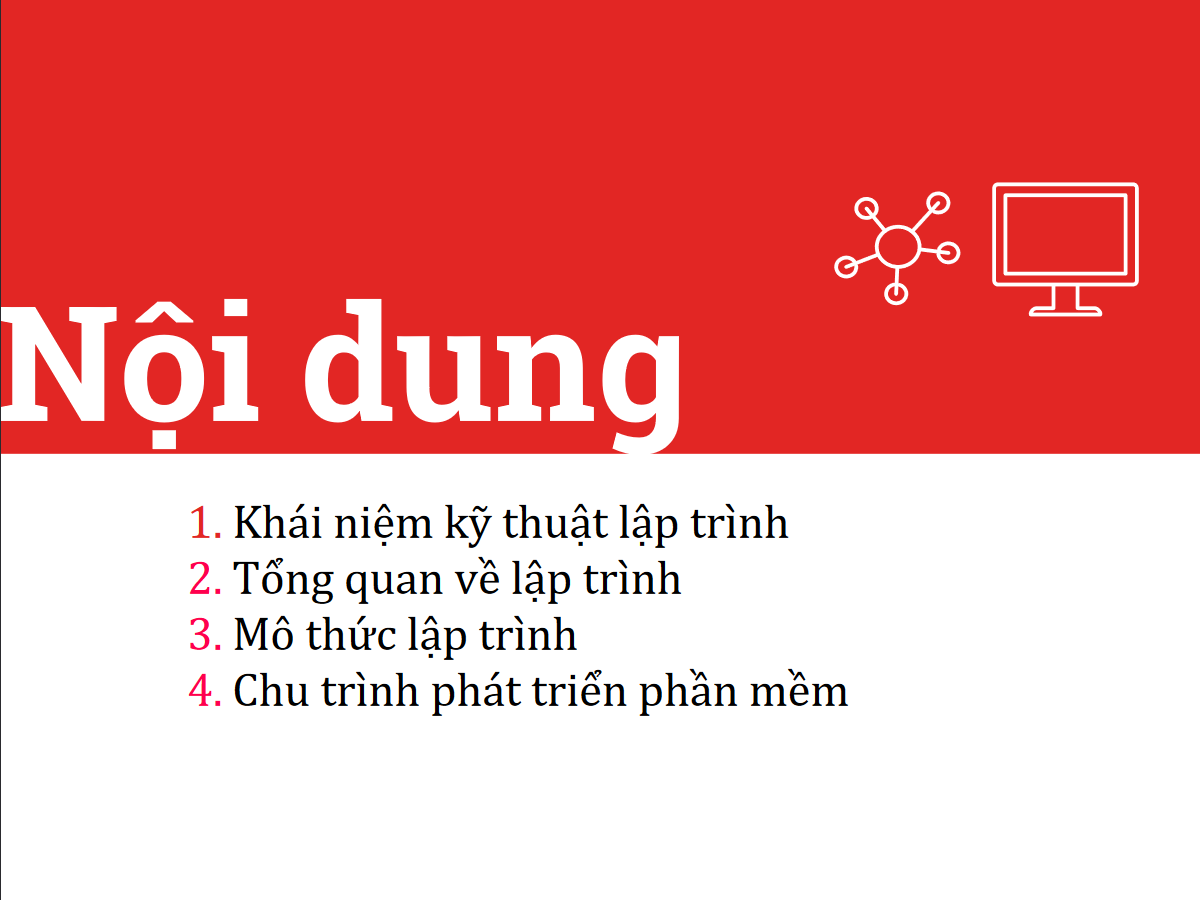 Nội dung
1. Khái niệm kỹ thuật lập trình
2. Tổng quan về lập trình
3. Mô thức lập trình
4. Chu trình phát triển phần mềm